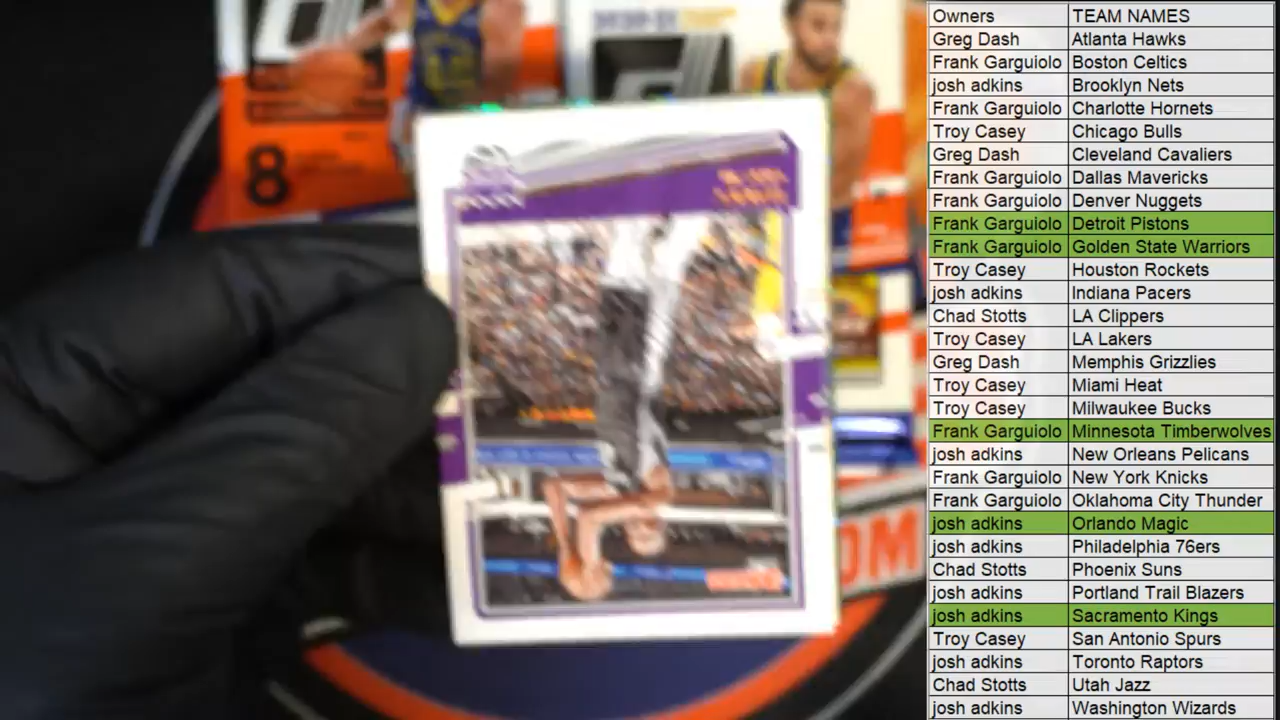 8
OM
Owners TEAM NAMES
Greg Dash Atlanta Hawks
Frank Garguiolo Boston Celtics
josh adkins Brooklyn Nets
Frank Garguiolo Charlotte Hornets
Troy Casey Chicago Bulls
Greg Dash Cleveland Cavaliers
Frank Garguiolo Dallas Mavericks
Frank Garguiolo Denver Nuggets
Frank Garguiolo Detroit Pistons
Frank Garguiolo Golden State Warriors
Troy Casey Houston Rockets
josh adkins Indiana Pacers
Chad Stotts LA Clippers
Troy Casey LA Lakers
Greg Dash Memphis Grizzlies
Troy Casey Miami Heat
Troy Casey Milwaukee Bucks
Frank Garguiolo Minnesota Timberwolves
josh adkins New Orleans Pelicans
Frank Garguiolo New York Knicks
Frank Garguiolo Oklahoma City Thunder
josh adkins Orlando Magic
josh adkins Philadelphia 76ers
Chad Stotts Phoenix Suns
josh adkins Portland Trail Blazers
josh adkins Sacramento Kings
Troy Casey San Antonio Spurs
josh adkins Toronto Raptors
Chad Stotts Utah Jazz
josh adkins Washington Wizards